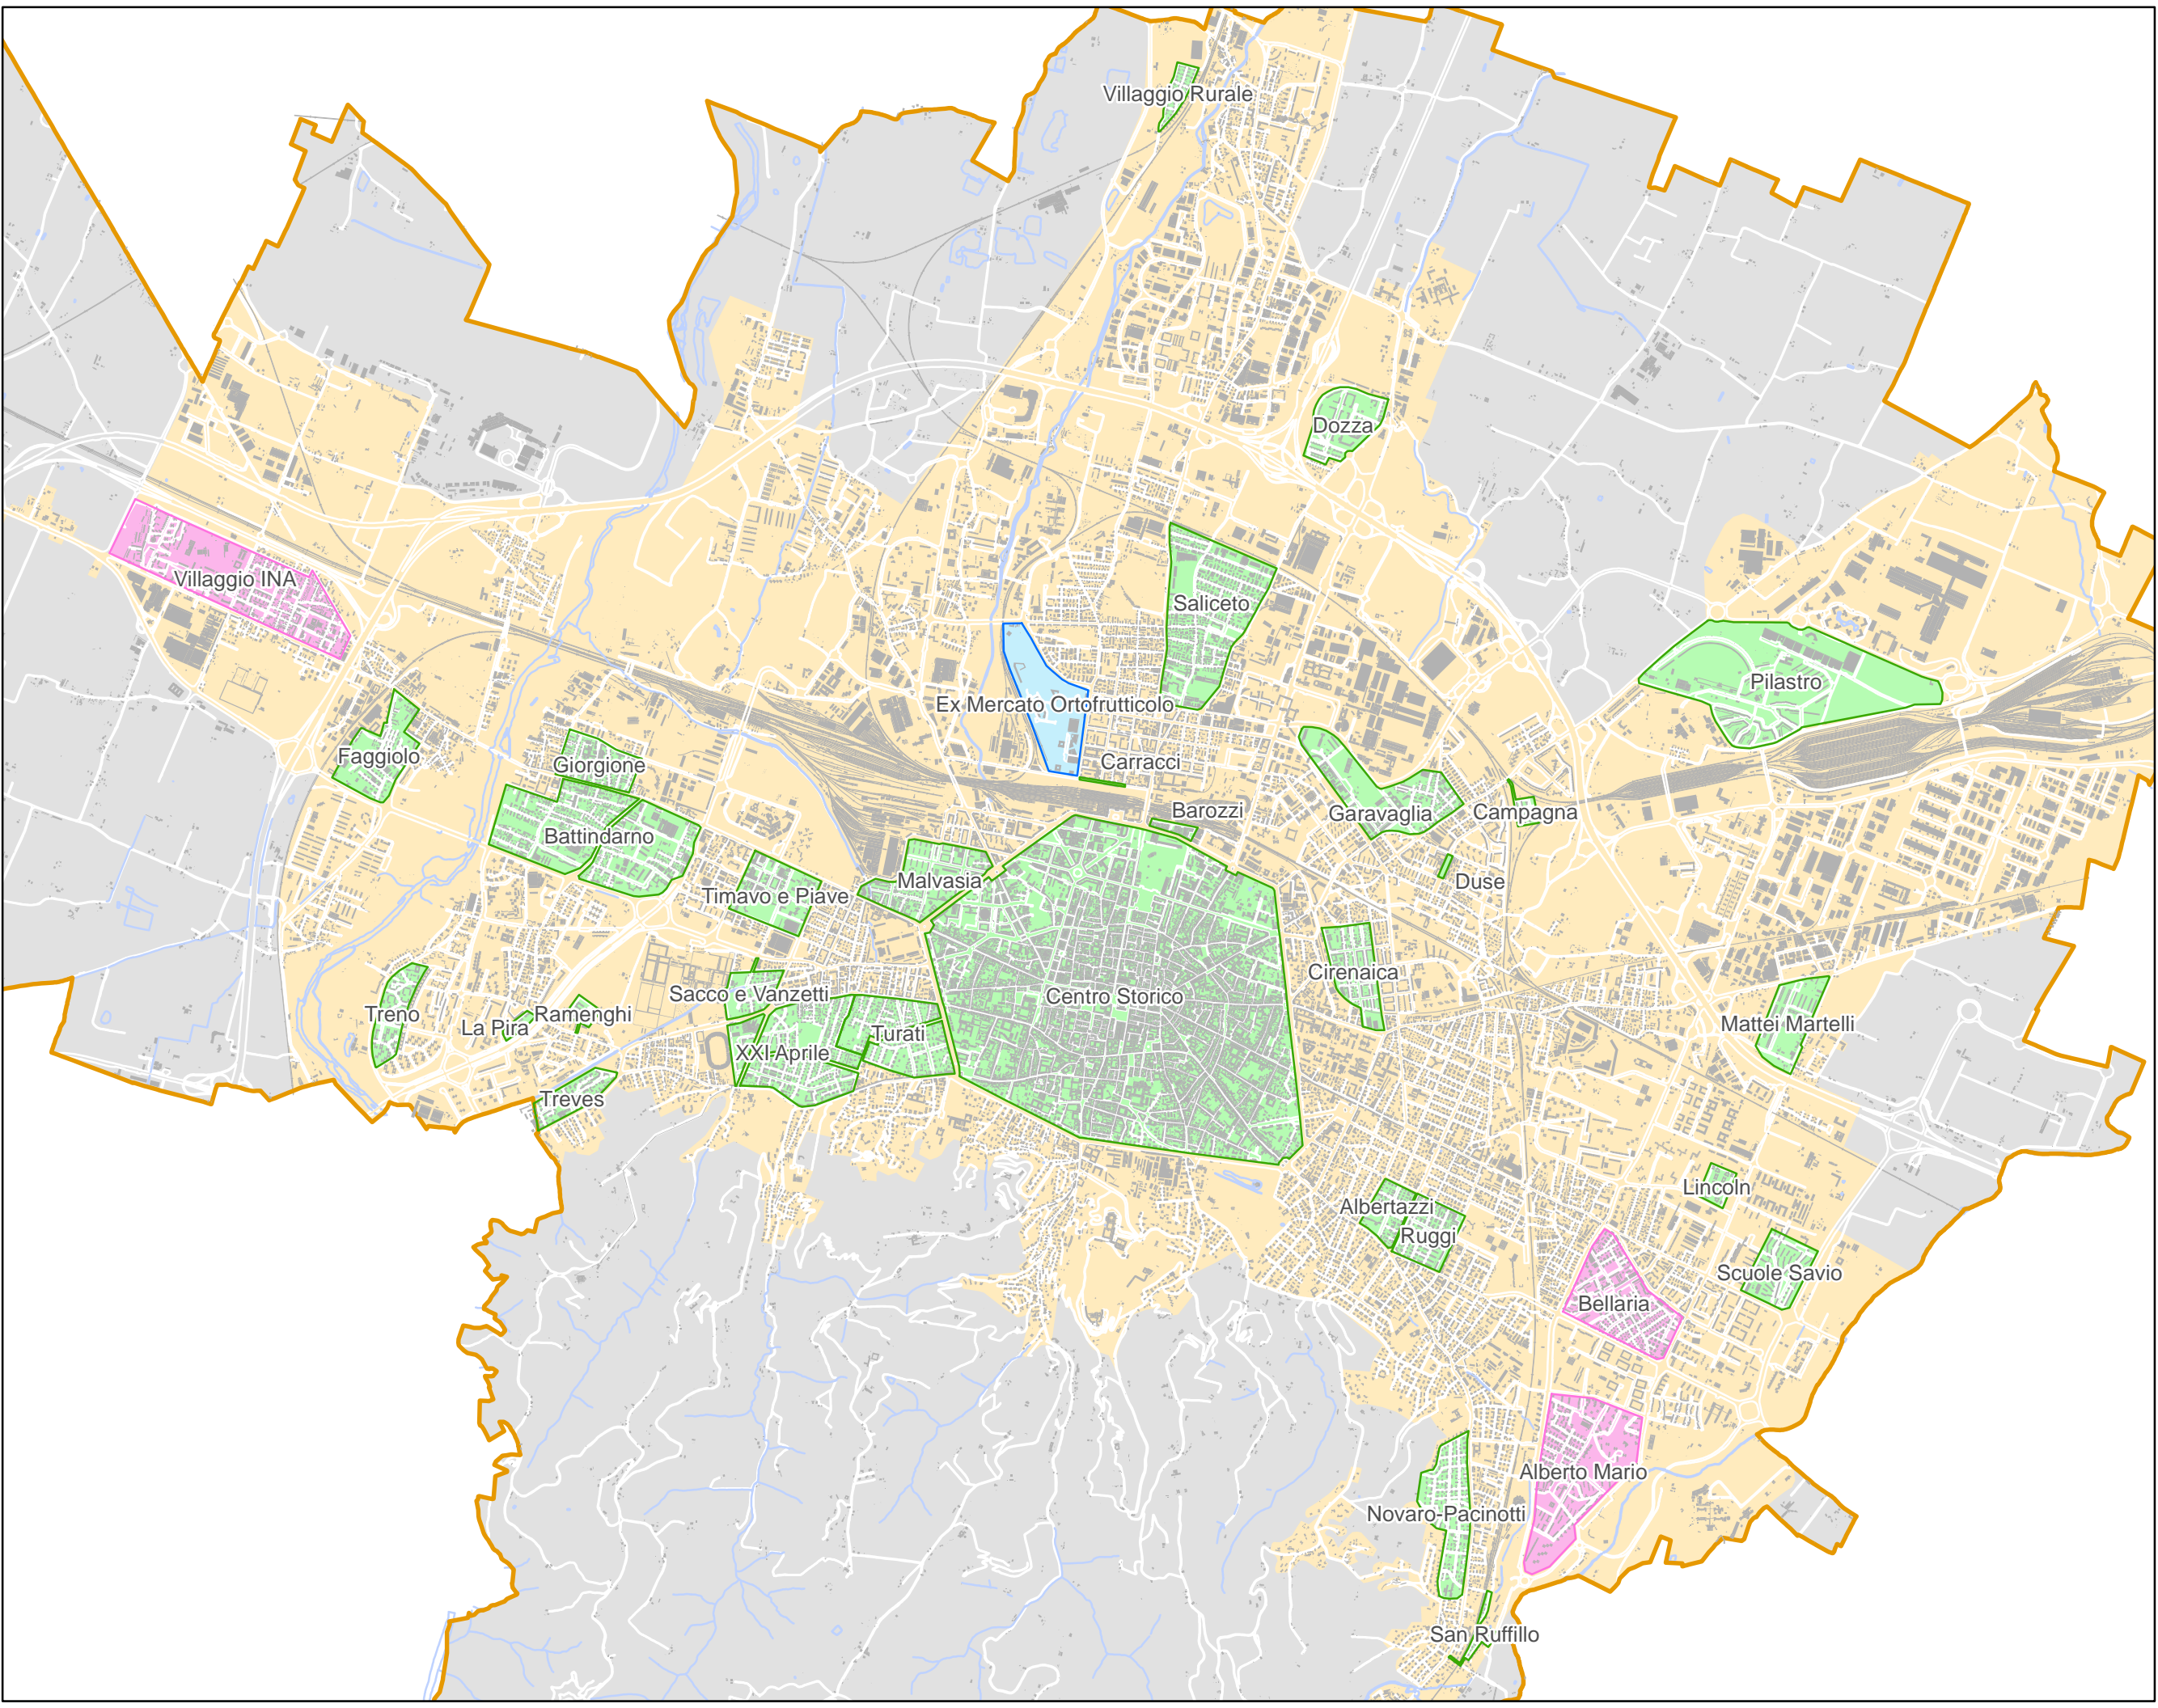 Villaggio Rurale
Dozza
Villaggio INA
Saliceto
Pilastro
Ex Mercato Ortofrutticolo
Faggiolo
Giorgione
Carracci
Barozzi
Garavaglia
Campagna
Battindarno
Malvasia
Duse
Timavo e Piave
Cirenaica
Sacco e Vanzetti
Centro Storico
Treno
La Pira
Ramenghi
Mattei Martelli
Turati
XXI Aprile
Treves
Lincoln
Albertazzi
Ruggi
Scuole Savio
Bellaria
Alberto Mario
Novaro-Pacinotti
San Ruffillo